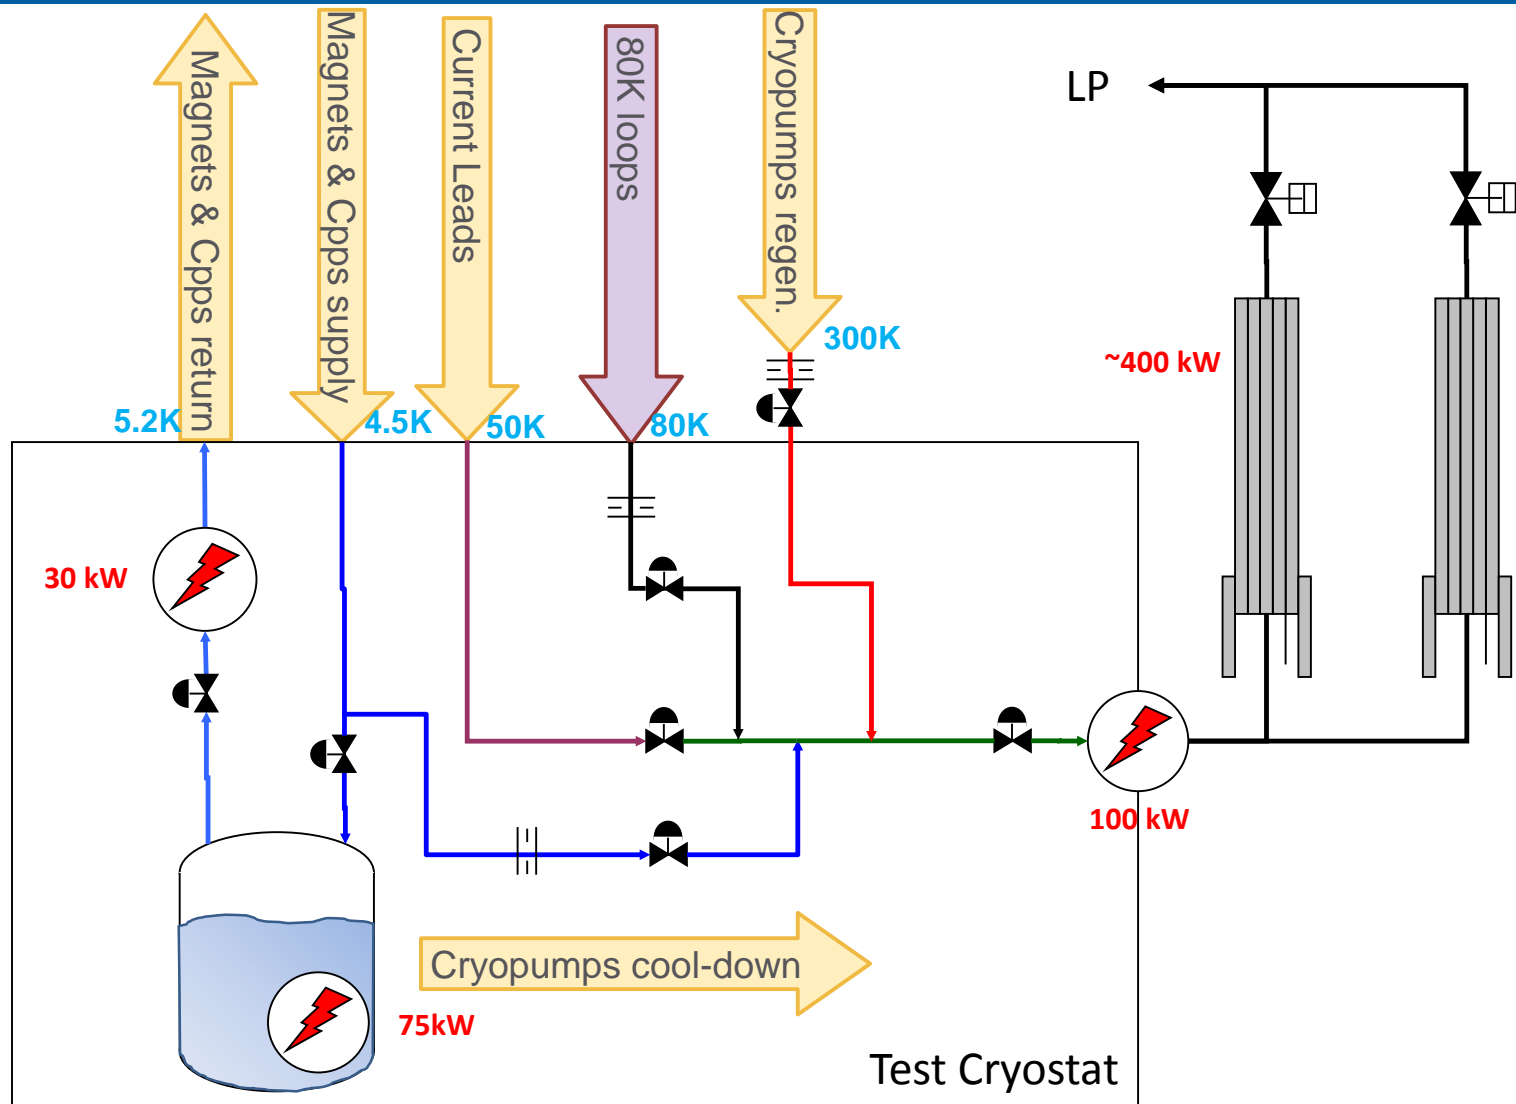 Magnets & Cpps return
Magnets & Cpps supply
Current Leads
80K loops
Cryopumps regen.
LP
300K
~400 kW
5.2K
4.5K
50K
80K
30 kW
100 kW
Cryopumps cool-down
75kW
Test Cryostat